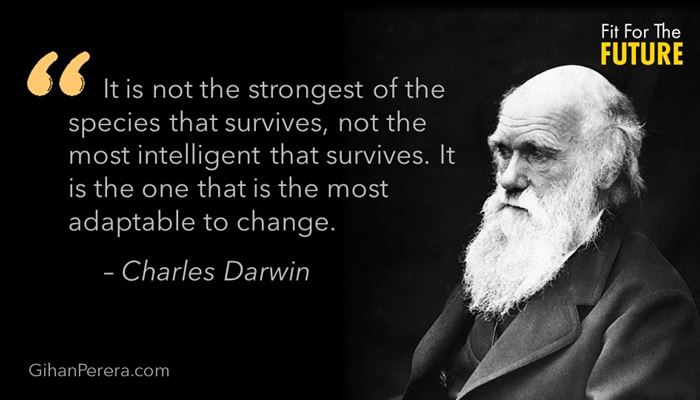 Fit For The
FUTURE
“ It is not the strongest of the
species that survives, not the
most intelligent that survives. It
is the one that is the most
adaptable to change.
– Charles Darwin
GihanPerera.com